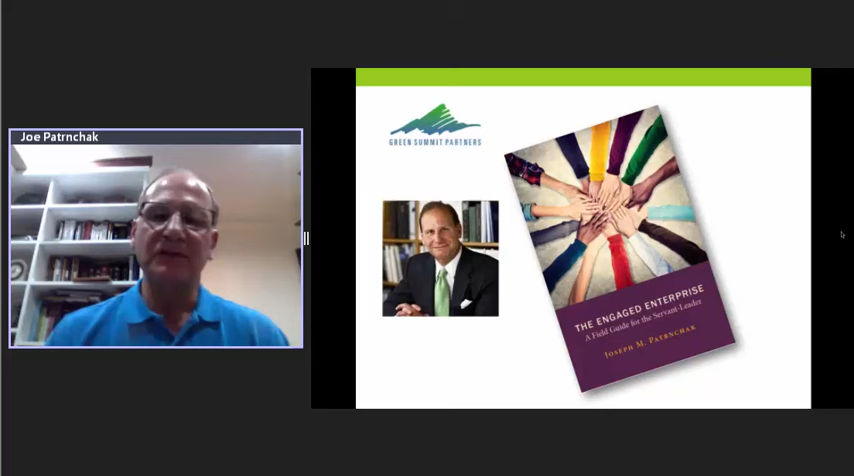 Joe Patrnchak
GREEN SUMMIT PARTNERS
THE ENGAGED ENTERPRISE
A Field Guide for the Servant-Leader
JOSEPH M. PATRNCHAK